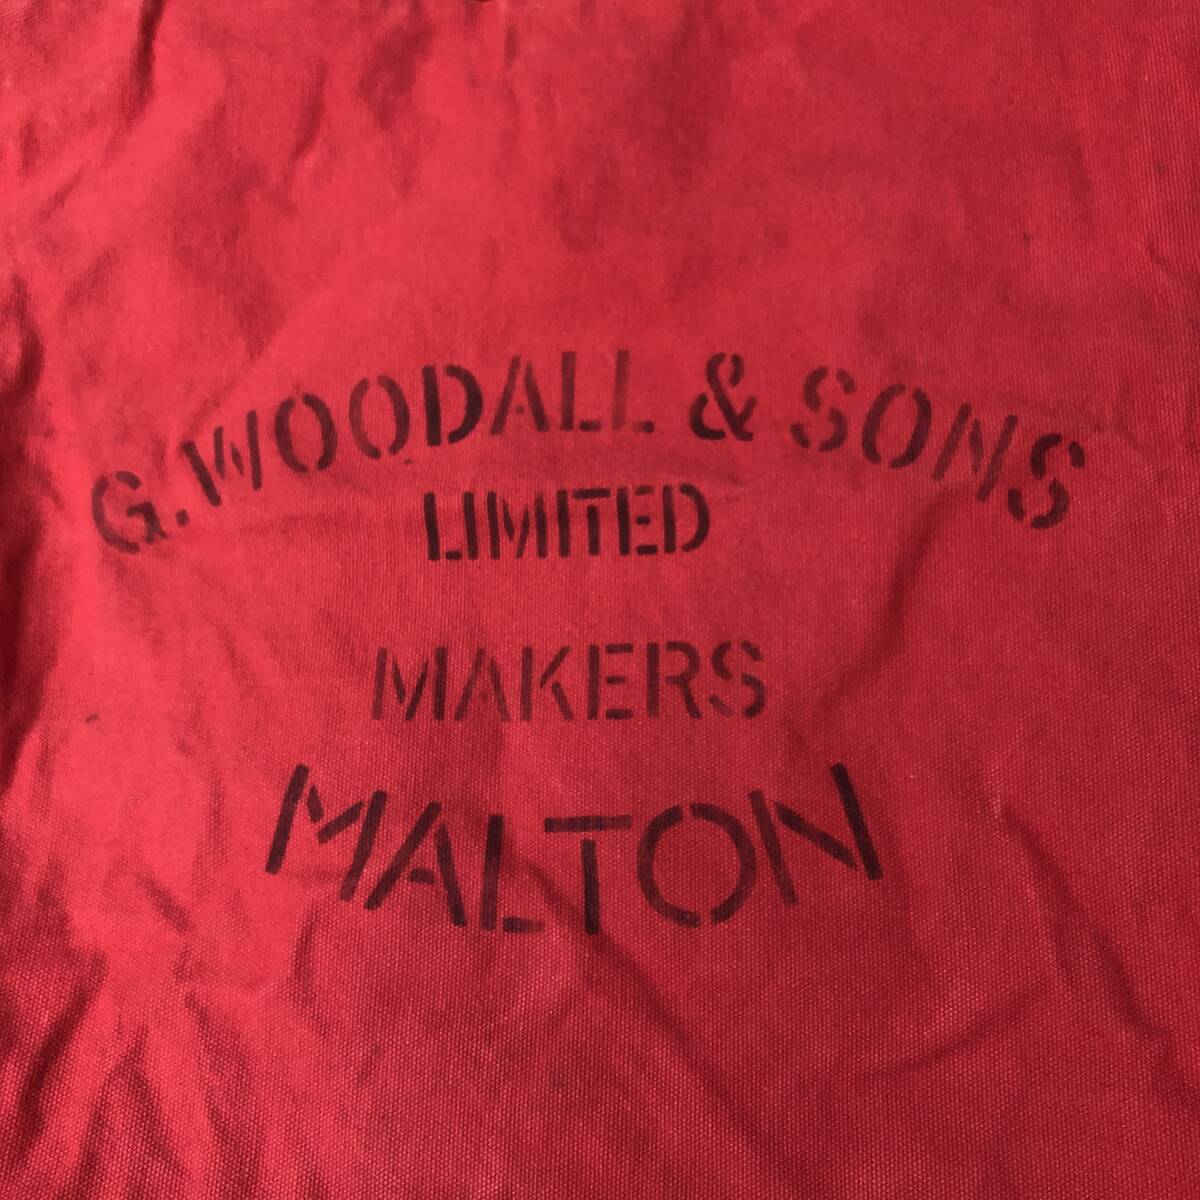 G. WOODALL & SONS
LIMITED
MAKERS
MALTON